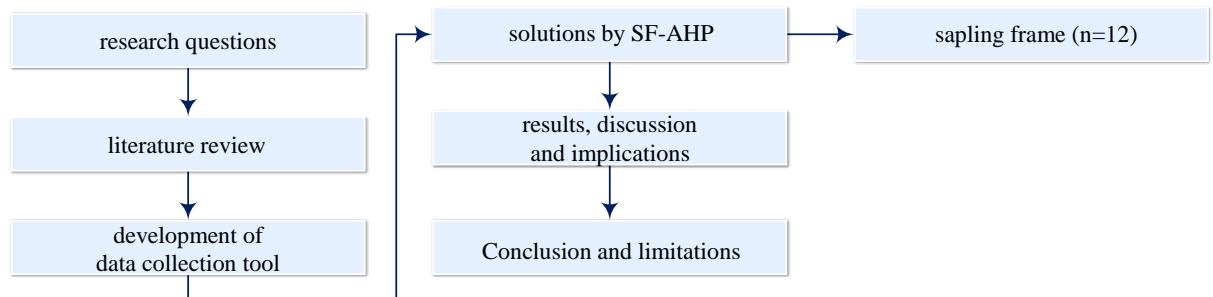 research questions
literature review
development of
data collection tool
solutions by SF-AHP
results, discussion
and implications
Conclusion and limitations
sapling frame (n=12)